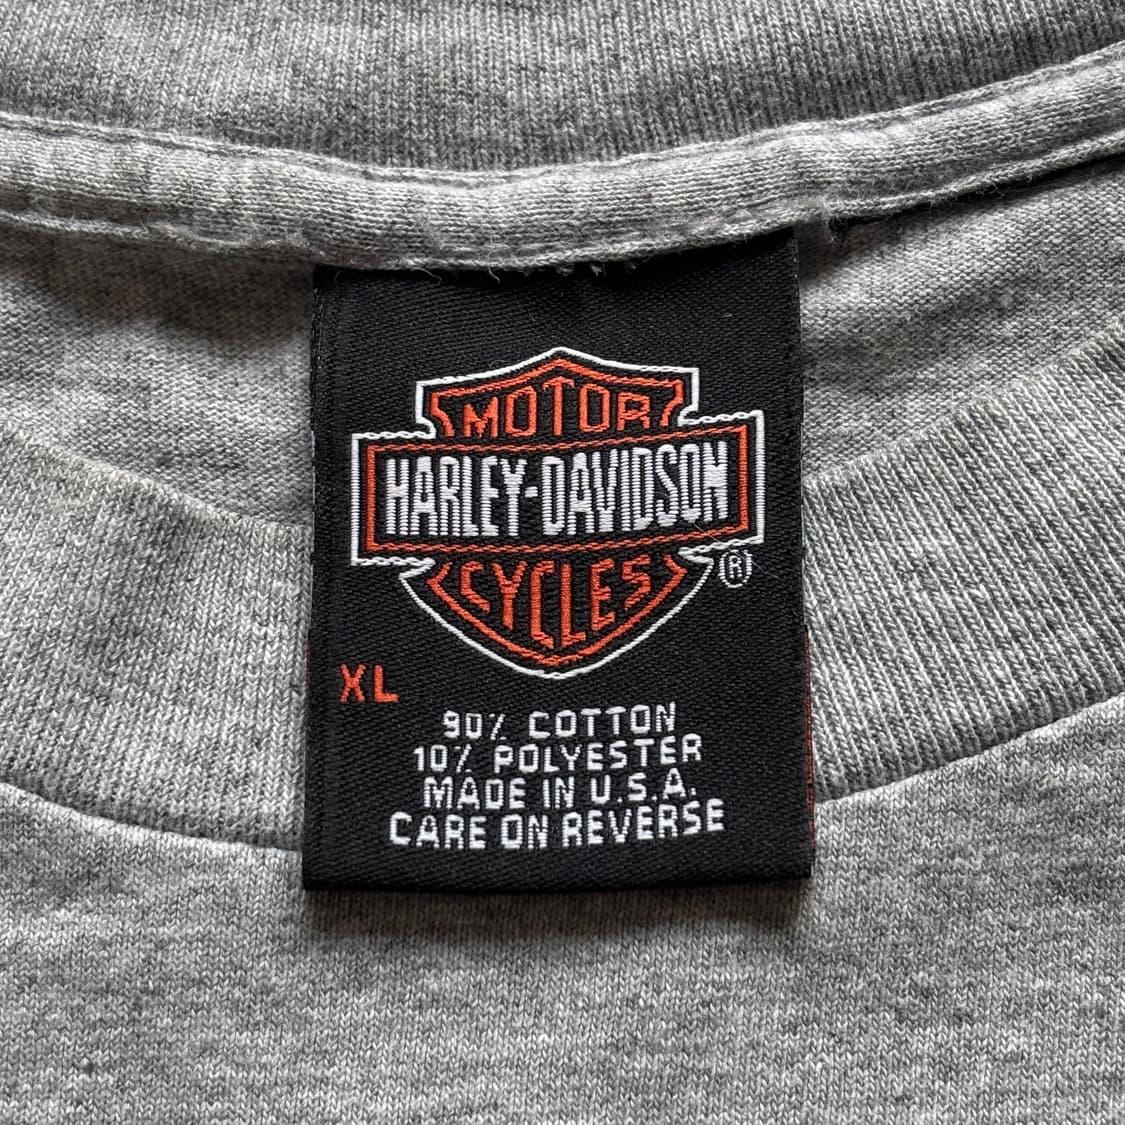 MOTOR
HARLEY-DAVIDSON
CYCLES
®
XL
90% COTTON
10% POLYESTER
MADE IN U.S.A.
CARE ON REVERSE